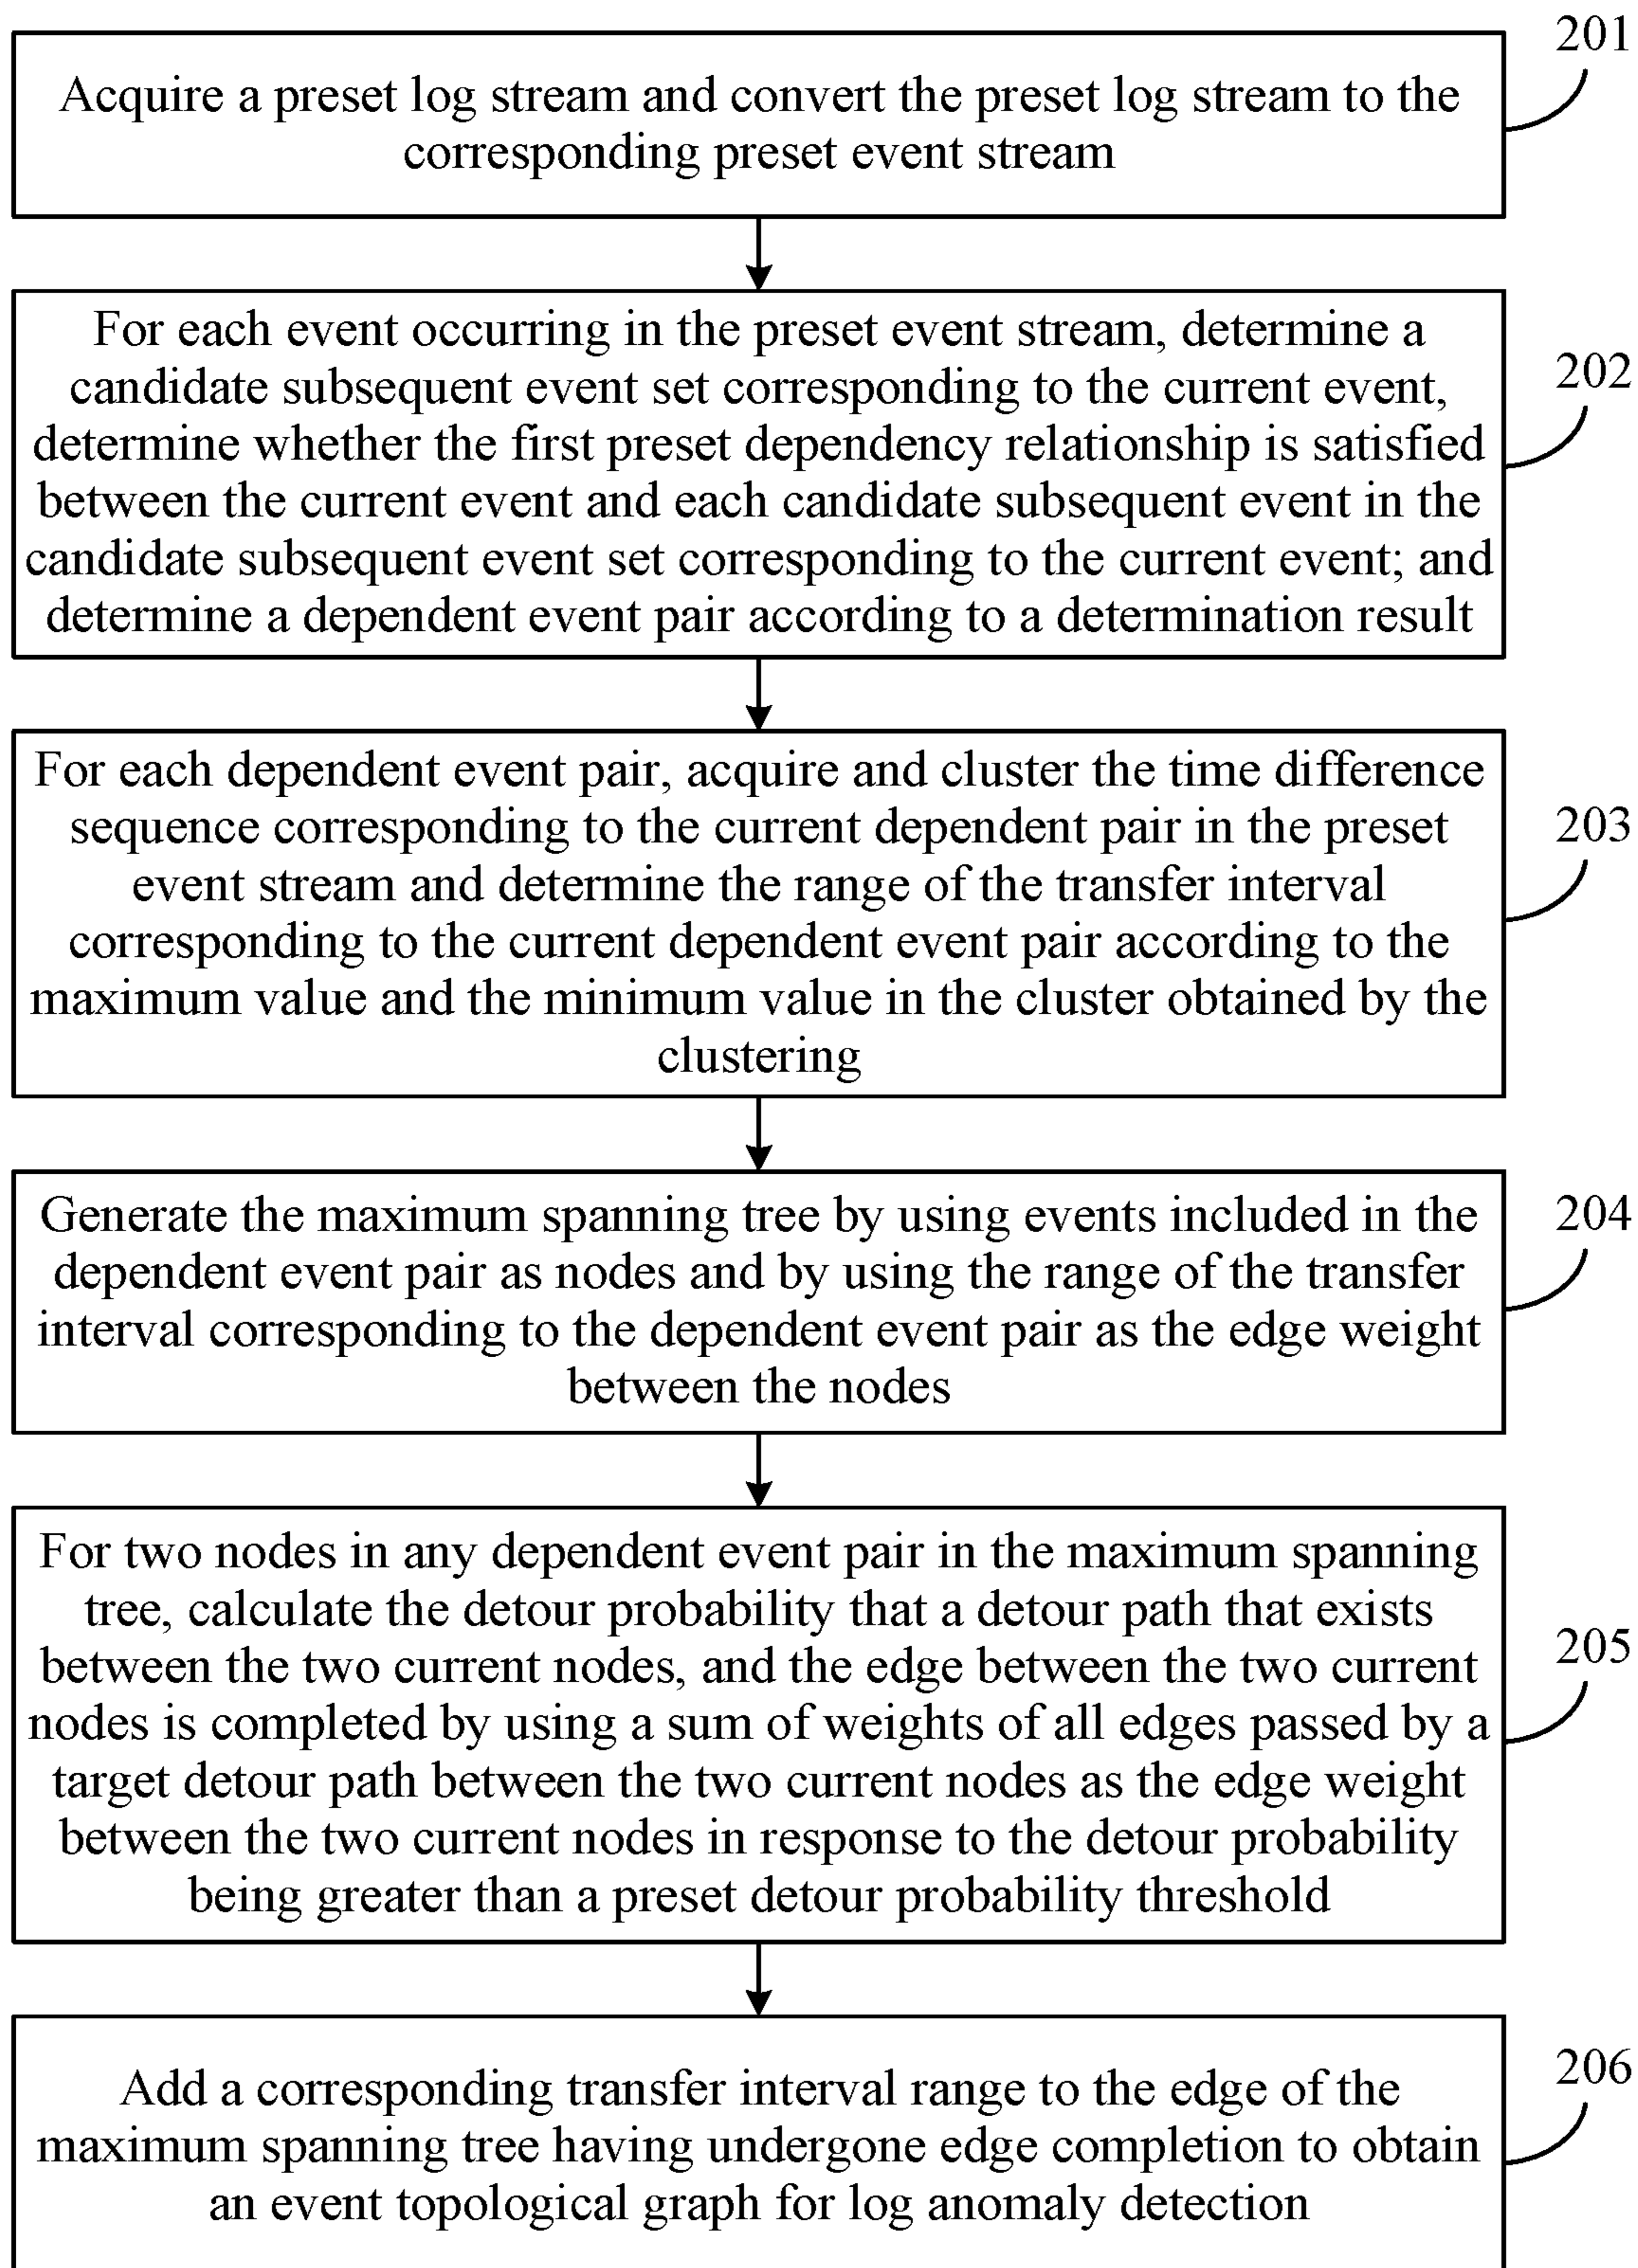 201
Acquire a preset log stream and convert the preset log stream to the
corresponding preset event stream
202
For each event occurring in the preset event stream, determine a
candidate subsequent event set corresponding to the current event,
determine whether the first preset dependency relationship is satisfied
between the current event and each candidate subsequent event in the
candidate subsequent event set corresponding to the current event; and
determine a dependent event pair according to a determination result
203
For each dependent event pair, acquire and cluster the time difference
sequence corresponding to the current dependent pair in the preset
event stream and determine the range of the transfer interval
corresponding to the current dependent event pair according to the
maximum value and the minimum value in the cluster obtained by the
clustering
204
Generate the maximum spanning tree by using events included in the
dependent event pair as nodes and by using the range of the transfer
interval corresponding to the dependent event pair as the edge weight
between the nodes
205
For two nodes in any dependent event pair in the maximum spanning
tree, calculate the detour probability that a detour path that exists
between the two current nodes, and the edge between the two current
nodes is completed by using a sum of weights of all edges passed by a
target detour path between the two current nodes as the edge weight
between the two current nodes in response to the detour probability
being greater than a preset detour probability threshold
206
Add a corresponding transfer interval range to the edge of the
maximum spanning tree having undergone edge completion to obtain
an event topological graph for log anomaly detection